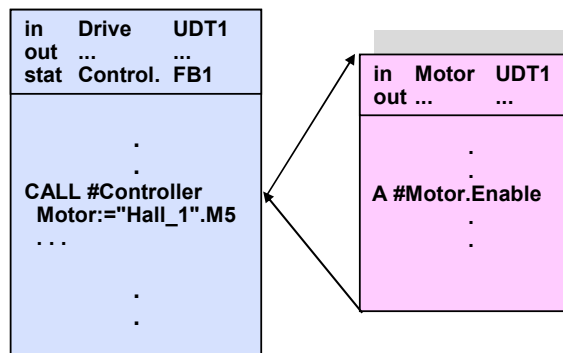 in Drive UDT1
out ... ...
stat Control. FB1
.
.
CALL #Controller
Motor:="Hall_1".M5
. . .
.
.
in Motor UDT1
out ... ...
.
.
A #Motor.Enable
.
.